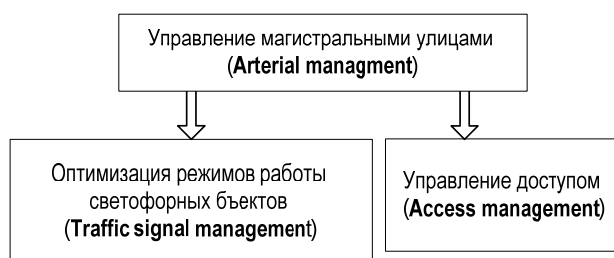 Управление магистральными улицами
(Arterial managment)
Оптимизация режимов работы
светофорных бъектов
(Traffic signal management)
Управление доступом
(Access management)